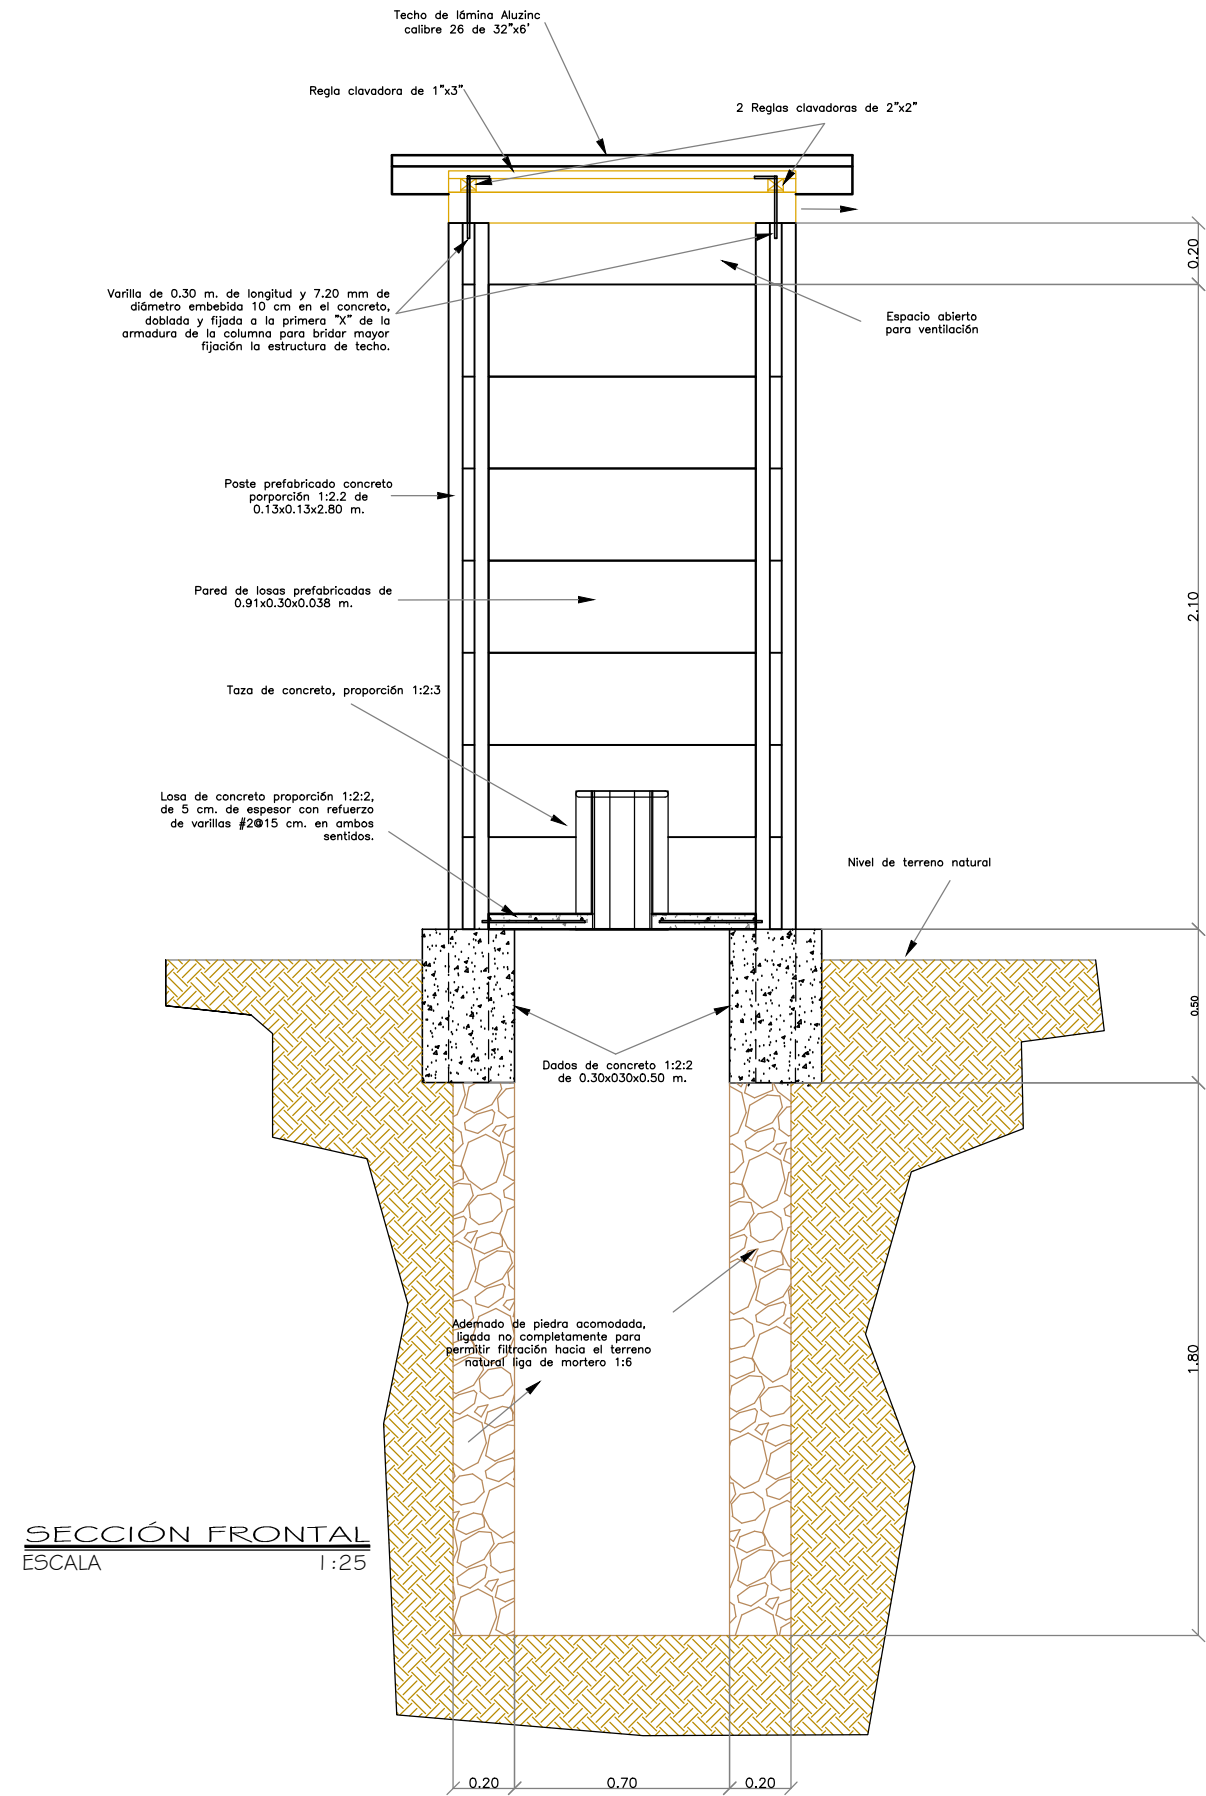 Techo de lámina Aluzinc
calibre 26 de 32"x6'
Regla clavadora de 1"x3"
2 Reglas clavadoras de 2"x2"
0.20
Varilla de 0.30 m. de longitud y 7.20 mm de
diámetro embebida 10 cm en el concreto,
doblada y fijada a la primera "X" de la
armadura de la columna para bridar mayor
fijación la estructura de techo.
Espacio abierto
para ventilación
Poste prefabricado concreto
porporción 1:2.2 de
0.13x0.13x2.80 m.
Pared de losas prefabricadas de
0.91x0.30x0.038 m.
2.10
Taza de concreto, proporción 1:2:3
Losa de concreto proporción 1:2:2,
de 5 cm. de espesor con refuerzo
de varillas #2@15 cm. en ambos
sentidos.
Nivel de terreno natural
0.50
Dados de concreto 1:2:2
de 0.30x030x0.50 m.
Ademado de piedra acomodada,
ligada no completamente para
permitir filtración hacia el terreno
natural liga de mortero 1:6
1.80
SECCIÓN FRONTAL
ESCALA 1:25
0.20 0.70 0.20